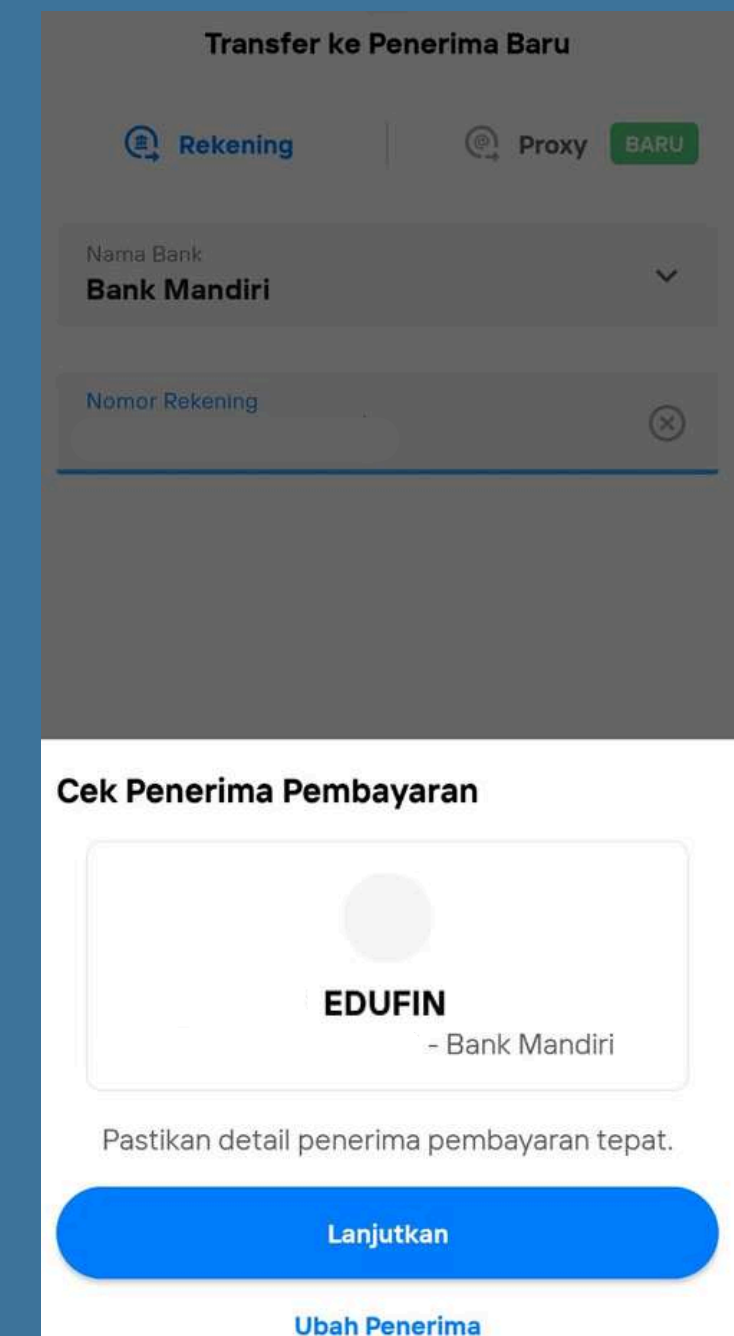 Transfer ke Penerima Baru
Rekening
Proxy BARU
Nama Bank
Bank Mandiri
Nomor Rekening
Cek Penerima Pembayaran
EDUFIN
- Bank Mandiri
Pastikan detail penerima pembayaran tepat.
Lanjutkan
Ubah Penerima